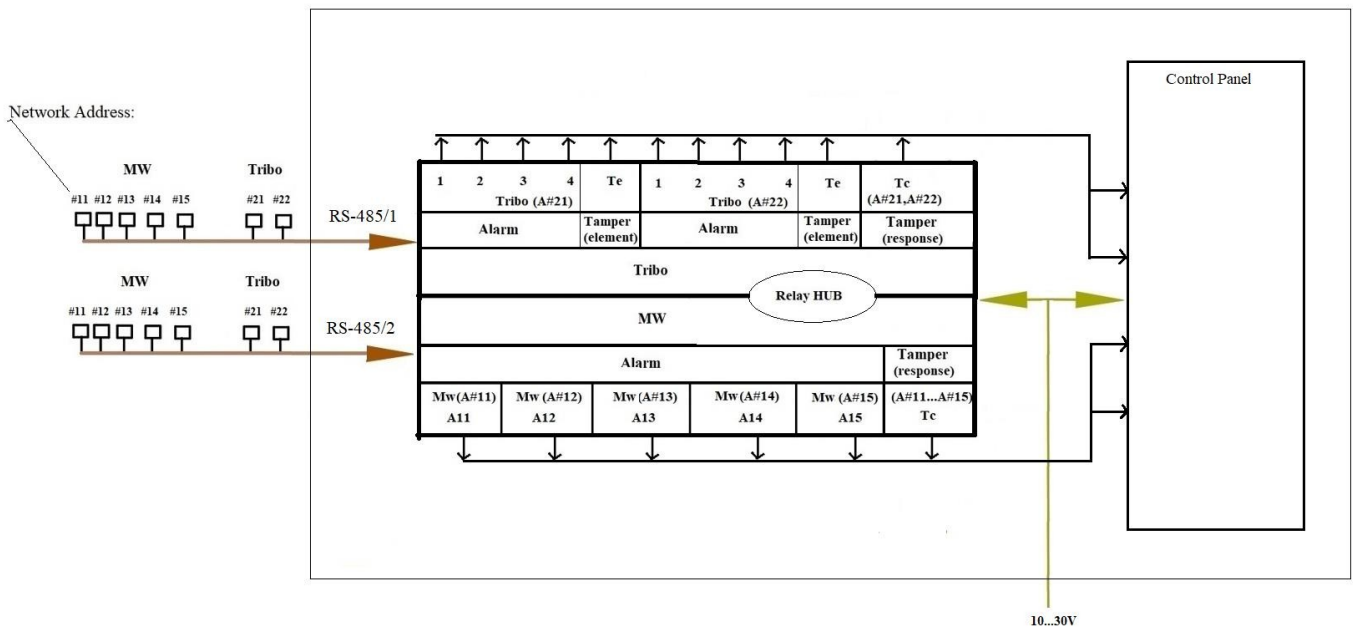 Control Panel
Network Address:
MW Tribo
#11 #12 #13 #14 #15 #21 #22
RS-485/1
1 2 3 4 Te 1 2 3 4 Te Tc
Tribo (A#21) Tribo (A#22) (A#21,A#22)
Alarm Tamper Alarm Tamper Tamper
(element) (element) (response)
Tribo
MW Tribo
Relay HUB
#11 #12 #13 #14 #15 #21 #22
RS-485/2
MW
Alarm Tamper
(response)
Mw(A#11) Mw (A#12) Mw(A#13) Mw(A#14) Mw (A#15) (A#11...A#15)
A11 A12 A13 A14 A15 Tc
10...30V